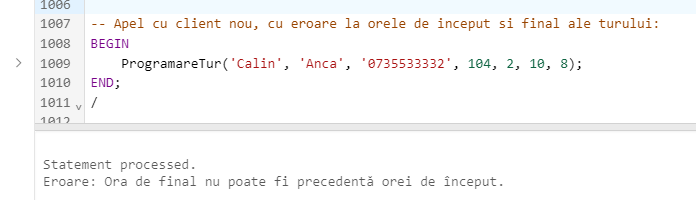 1006
1007 -- Apel cu client nou, cu eroare la orele de inceput si final ale turului:
1008 BEGIN
1009 ProgramareTur('Calin', 'Anca', '0735533332', 104, 2, 10, 8);
1010 END;
1011 /
1012
Statement processed.
Eroare: Ora de final nu poate fi precedentă orei de început.